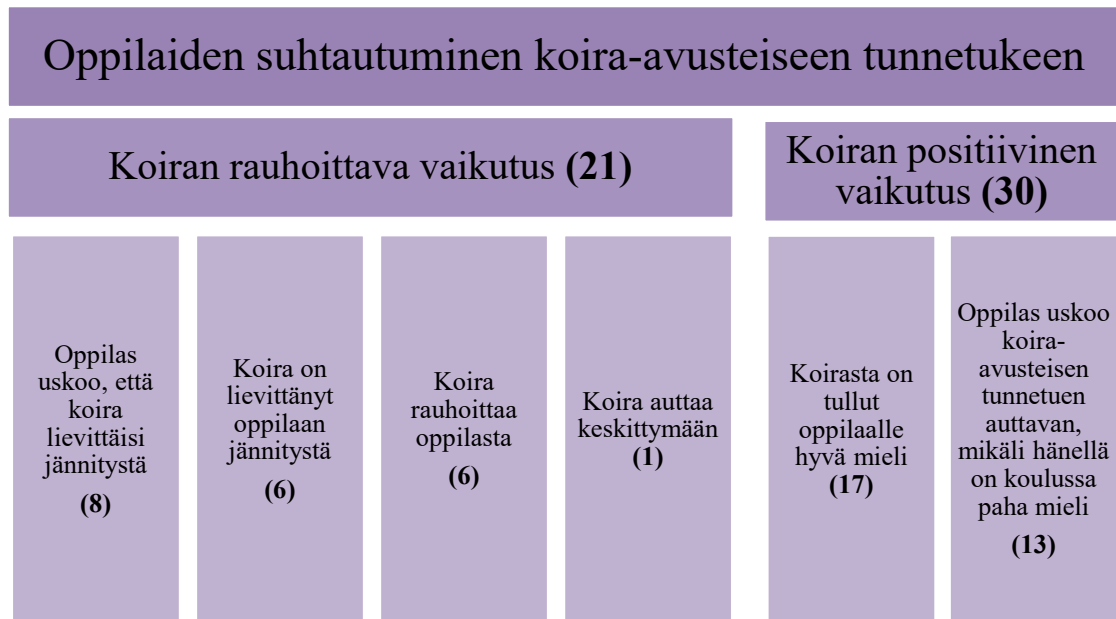 Oppilaiden suhtautuminen koira-avusteiseen tunnetukeen
Koiran rauhoittava vaikutus (21)
Koiran positiivinen
vaikutus (30)
Oppilas
uskoo, että
koira
lievittäisi
jännitystä
(8)
Koira on
lievittänyt
oppilaan
jännitystä
(6)
Koira
rauhoittaa
oppilasta
(6)
Koira auttaa
keskittymään
(1)
Koirasta on
tullut
oppilaalle
hyvä mieli
(17)
Oppilas uskoo
koira-
avusteisen
tunnetuen
auttavan,
mikäli hänellä
on koulussa
paha mieli
(13)